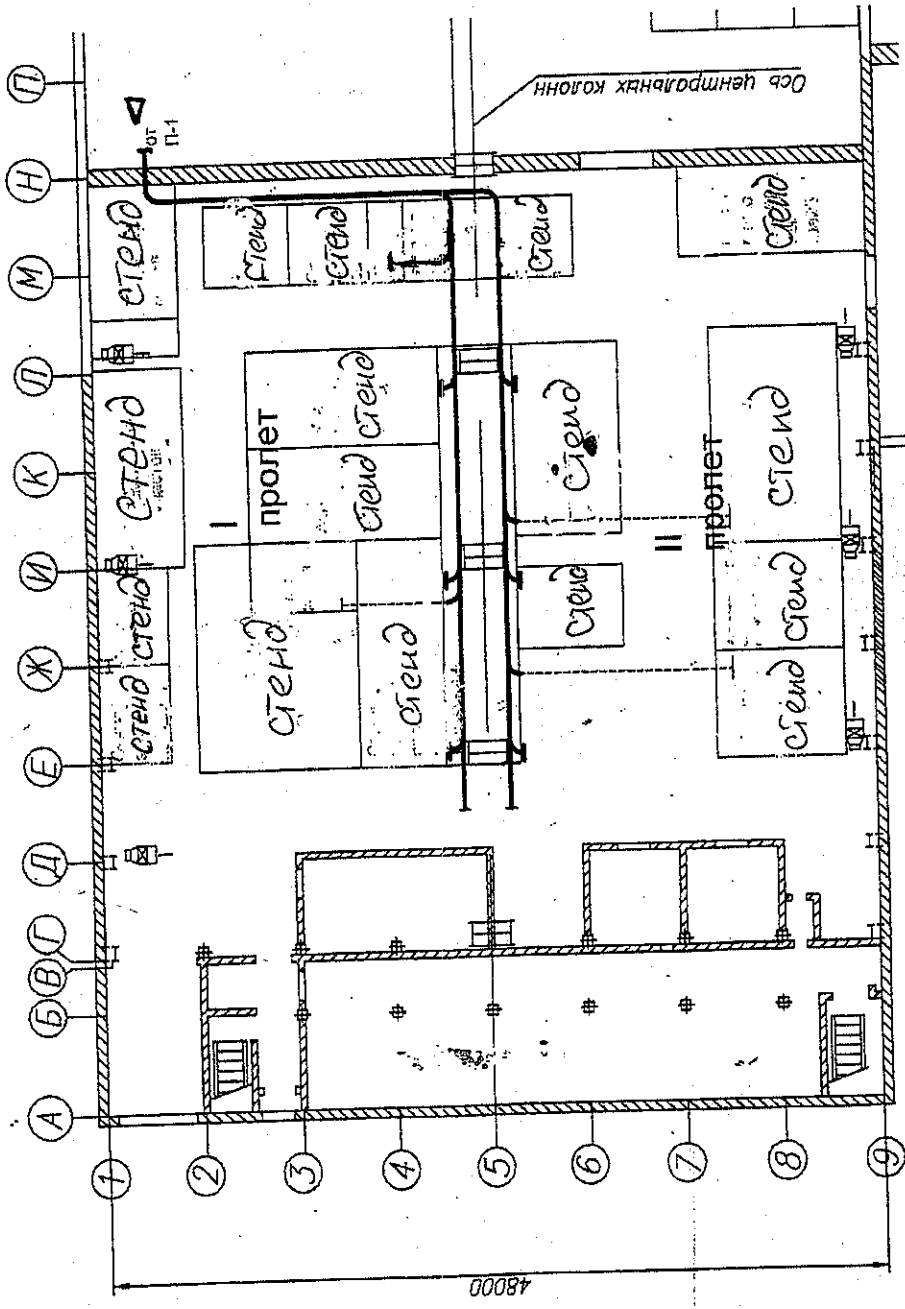 П
Н
М
Л
К
И
Ж
Е
Д
Г
В
Б
А
от
П-1
Ось центральных колонн
стенд
стенд
стенд
стенд
стенд
стенд
стенд
стенд
I
пролет
стенд
стенд
стенд
стенд
стенд
стенд
стенд
II
пролет
стенд
стенд
стенд
1
2
3
4
5
6
7
8
9
48000